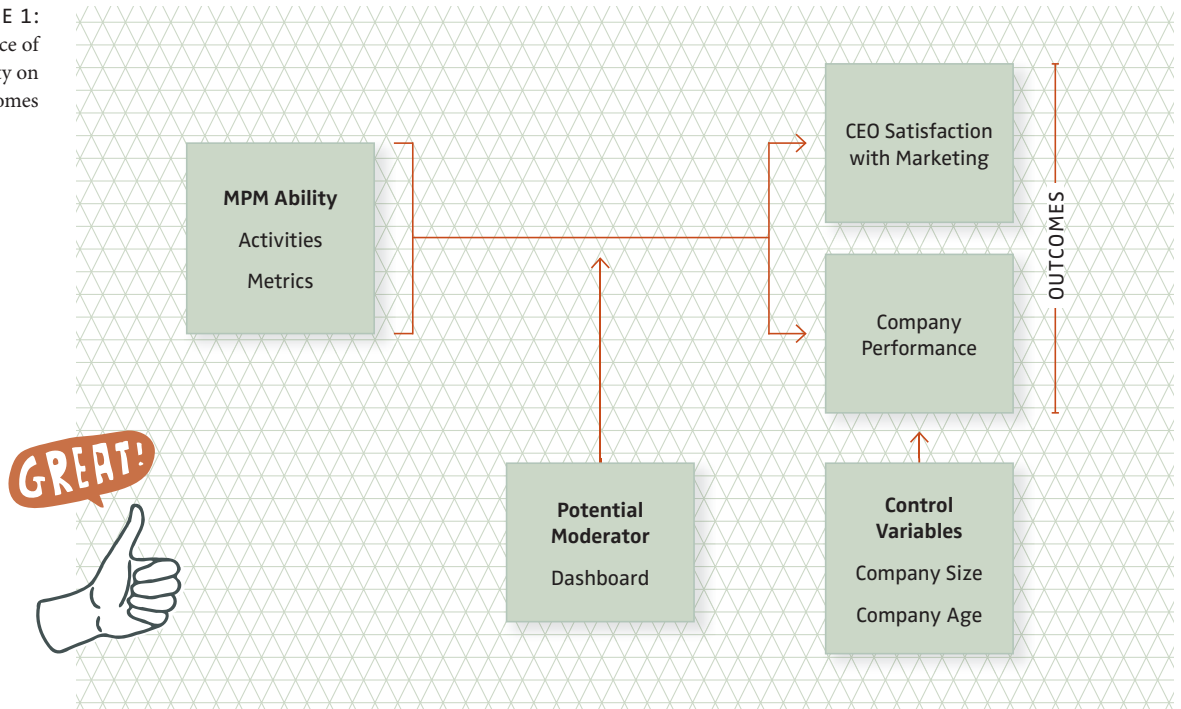 E 1:
ce of
ty on
omes
MPM Ability
Activities
Metrics
CEO Satisfaction
with Marketing
Company
Performance
OUTCOMES
Potential
Moderator
Dashboard
Control
Variables
Company Size
Company Age
GREAT!